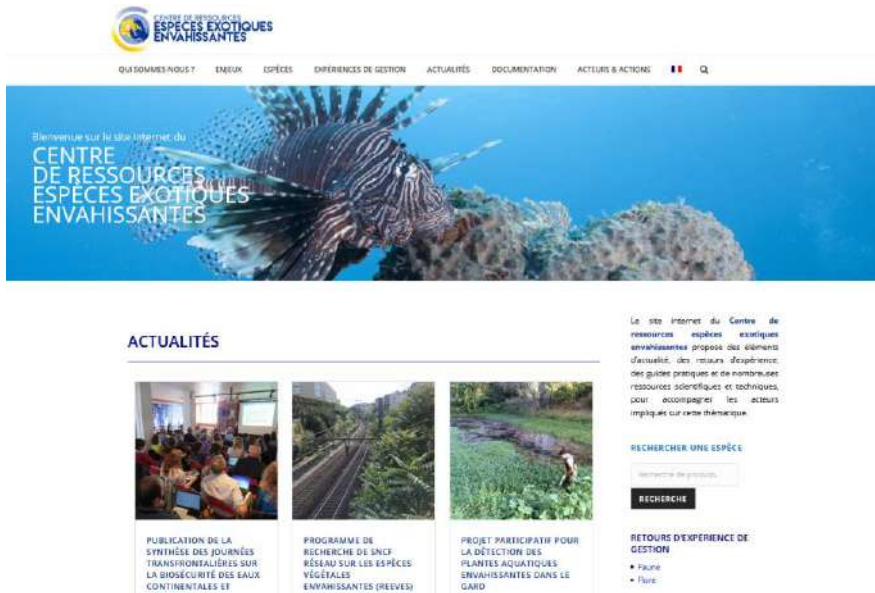 CENTRE DE RESSOURCES
ESPÈCES EXOTIQUES
ENVAHISSANTES
QUI SOMMES-NOUS ? ENJEUX ESPÈCES EXPÉRIENCES DE GESTION ACTUALITÉS DOCUMENTATION ACTEURS & ACTIONS
Bienvenue sur le site internet du
CENTRE
DE RESSOURCES
ESPÈCES EXOTIQUES
ENVAHISSANTES
ACTUALITÉS
PUBLICATION DE LA
SYNTHÈSE DES JOURNÉES
TRANSFRONTALIÈRES SUR
LA BIOSÉCURITÉ DES EAUX
CONTINENTALES ET
PROGRAMME DE
RECHERCHE DE SNCF
RÉSEAU SUR LES ESPÈCES
VÉGÉTALES
ENVAHISSANTES (REEVES)
PROJET PARTICIPATIF POUR
LA DÉTECTION DES
PLANTES AQUATIQUES
ENVAHISSANTES DANS LE
GARD
Le site internet du Centre de
ressources espèces exotiques
envahissantes propose des éléments
d'actualité, des retours d'expérience,
des guides pratiques et de nombreuses
ressources scientifiques et techniques,
pour accompagner les acteurs
impliqués sur cette thématique.
RECHERCHER UNE ESPÈCE
Recherche de produits
RECHERCHE
RETOURS D'EXPÉRIENCE DE
GESTION
• Faune
• Flore